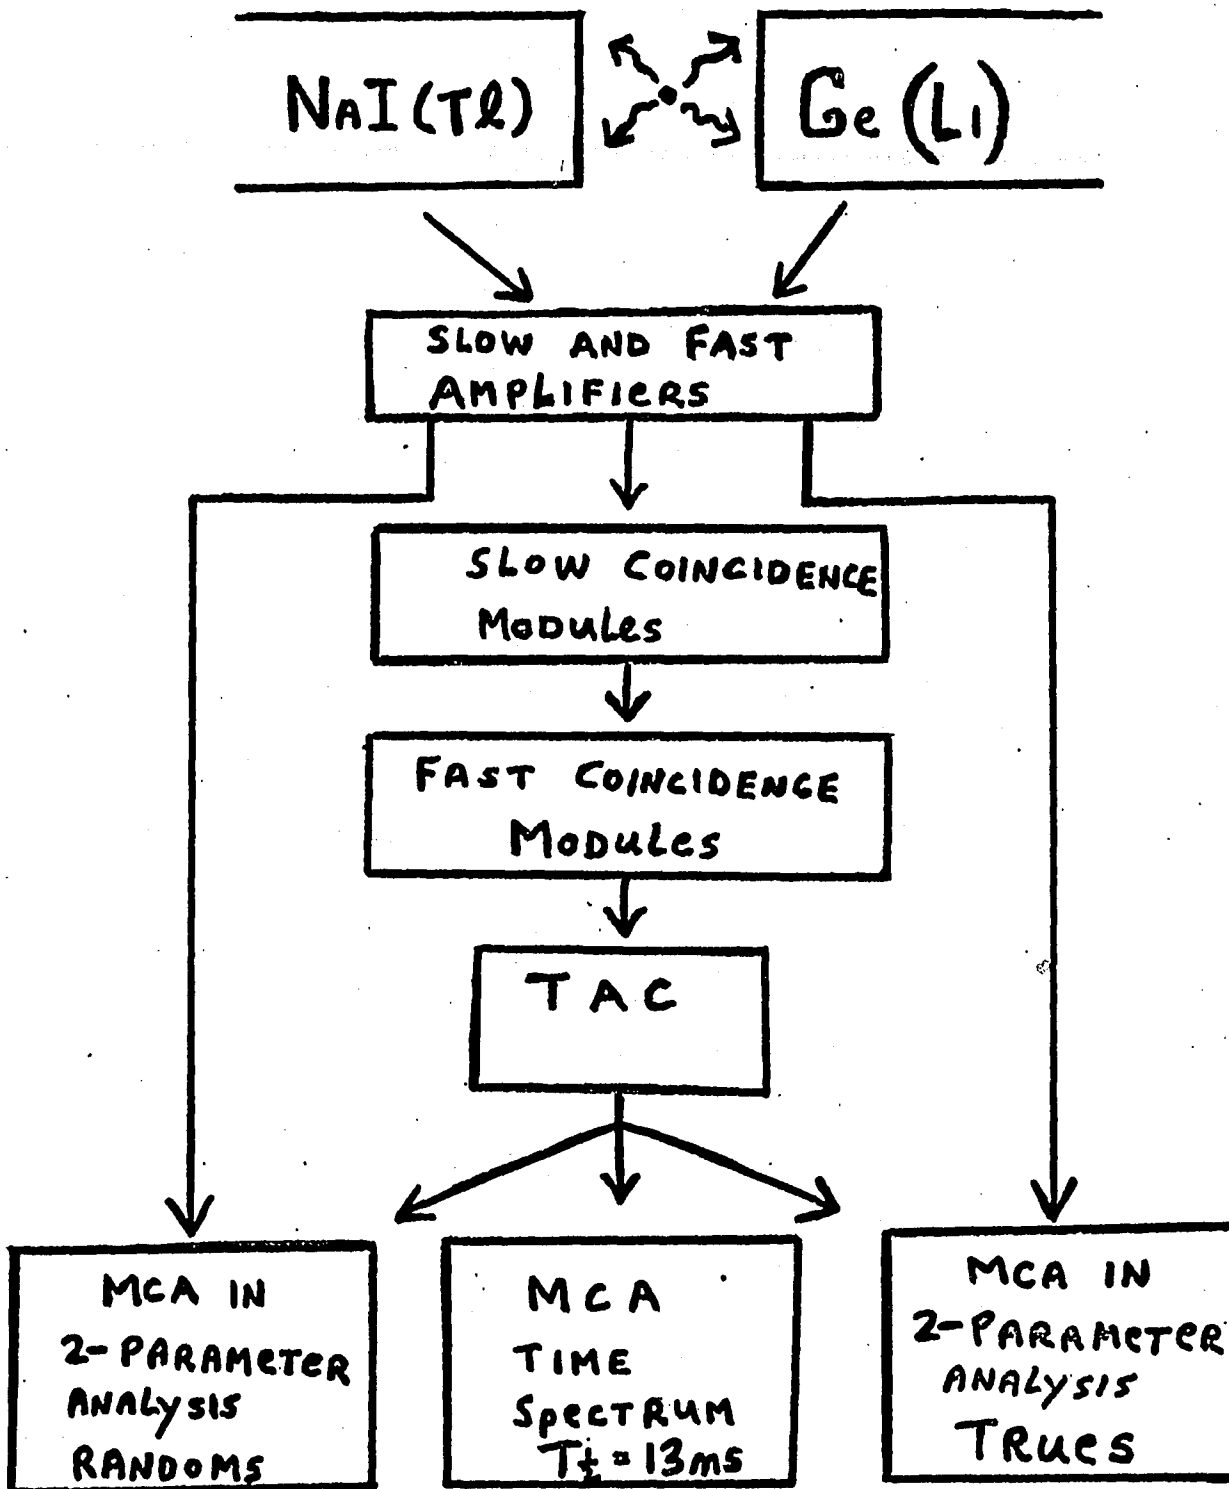 NaI(Tl)
Ge(Li)
SLOW AND FAST
AMPLIFIERS
SLOW COINCIDENCE
MODULES
FAST COINCIDENCE
MODULES
TAC
MCA IN
2-PARAMETER
ANALYSIS
RANDOMS
MCA
TIME
SPECTRUM
T½ = 13ms
MCA IN
2-PARAMETER
ANALYSIS
TRUES